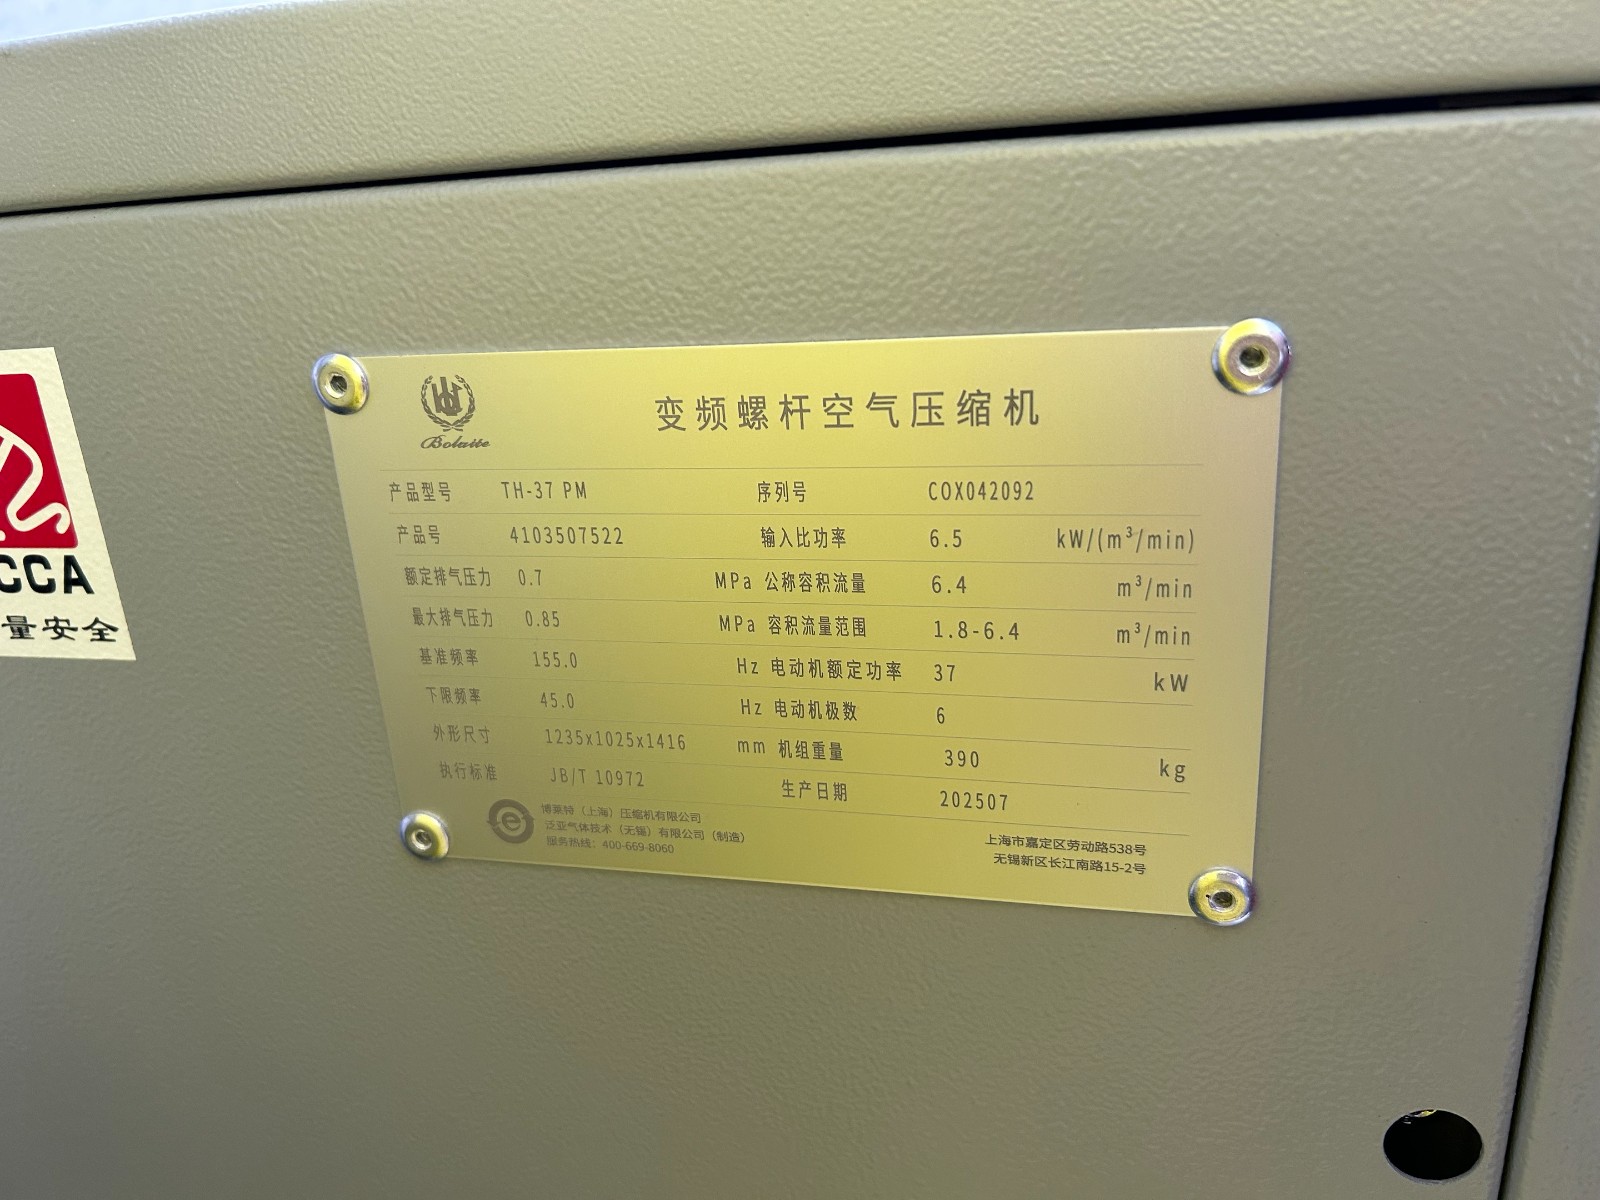 Bolaite
变频螺杆空气压缩机
产品型号 TH-37 PM 序列号 COX042092
产品号 4103507522 输入比功率 6.5 kW/(m³/min)
额定排气压力 0.7 MPa 公称容积流量 6.4 m³/min
最大排气压力 0.85 MPa 容积流量范围 1.8-6.4 m³/min
基准频率 155.0 Hz 电动机额定功率 37 kW
下限频率 45.0 Hz 电动机极数 6
外形尺寸 1235x1025x1416 mm 机组重量 390 kg
执行标准 JB/T 10972 生产日期 202507
博莱特（上海）压缩机有限公司 上海市嘉定区劳动路538号
泛亚气体技术（无锡）有限公司（制造） 无锡新区长江南路15-2号
服务热线：400-669-8060
CCA
量安全